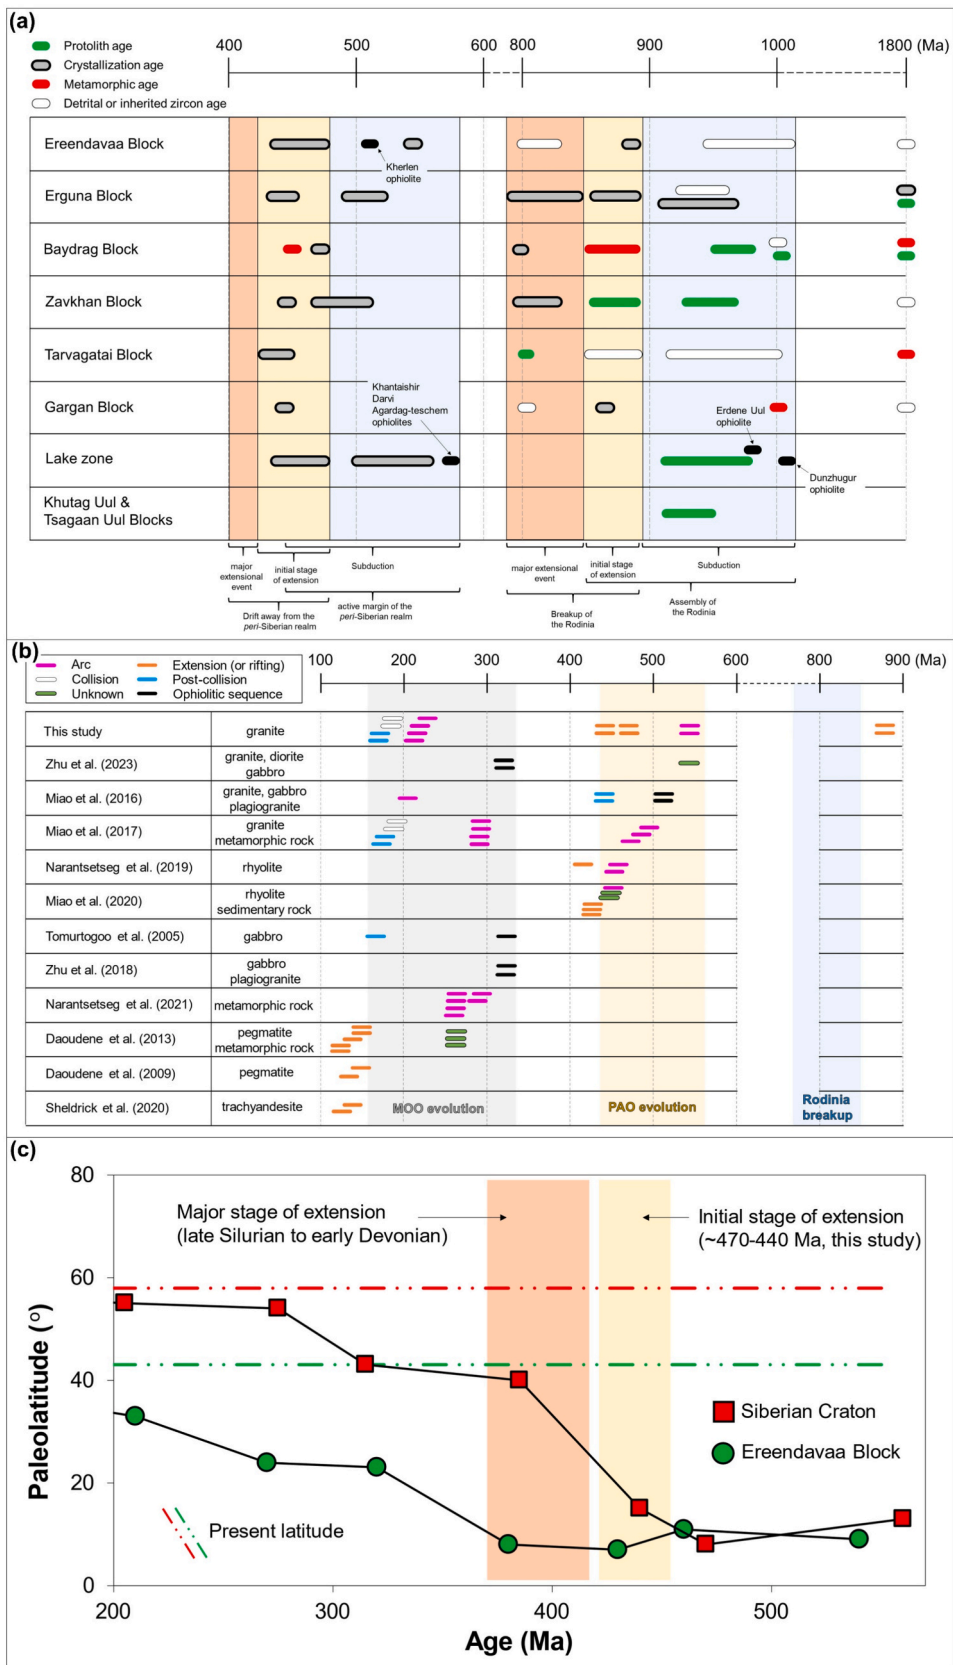 (a)
400
500
600
800
900
1000
1800 (Ma)
Protolith age
Crystallization age
Metamorphic age
Detrital or inherited zircon age
Ereendavaa Block
Kherlen
ophiolite
Erguna Block
Baydrag Block
Zavkhan Block
Tarvagatai Block
Khantaishir
Darvi
Agardag-teschem
ophiolites
Gargan Block
Erdene Uul
ophiolite
Lake zone
Dunzhugur
ophiolite
Khutag Uul &
Tsagaan Uul Blocks
major
extensional
event
initial stage
of extension
Subduction
major extensional
event
initial stage
of extension
Subduction
Drift away from the
peri-Siberian realm
active margin of the
peri-Siberian realm
Breakup of
the Rodinia
Assembly of
the Rodinia
(b)
Arc
Collision
Unknown
Extension (or rifting)
Post-collision
Ophiolitic sequence
100
200
300
400
500
600
800
900 (Ma)
This study
granite
Zhu et al. (2023)
granite, diorite
gabbro
Miao et al. (2016)
granite, gabbro
plagiogranite
Miao et al. (2017)
granite
metamorphic rock
Narantsetseg et al. (2019)
rhyolite
Miao et al. (2020)
rhyolite
sedimentary rock
Tomurtogoo et al. (2005)
gabbro
Zhu et al. (2018)
gabbro
plagiogranite
Narantsetseg et al. (2021)
metamorphic rock
Daoudene et al. (2013)
pegmatite
metamorphic rock
Daoudene et al. (2009)
pegmatite
Sheldrick et al. (2020)
trachyandesite
MOO evolution
PAO evolution
Rodinia
breakup
(c)
80
60
40
20
0
Paleolatitude (°)
Major stage of extension
(late Silurian to early Devonian)
Initial stage of extension
(~470-440 Ma, this study)
Siberian Craton
Ereendavaa Block
Present latitude
200
300
400
500
Age (Ma)